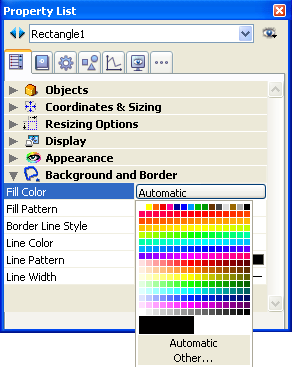 Property List
Rectangle1
Objects
Coordinates & Sizing
Resizing Options
Display
Appearance
Background and Border
Fill Color
Automatic
Fill Pattern
Border Line Style
Line Color
Line Pattern
Line Width
Automatic
Other...